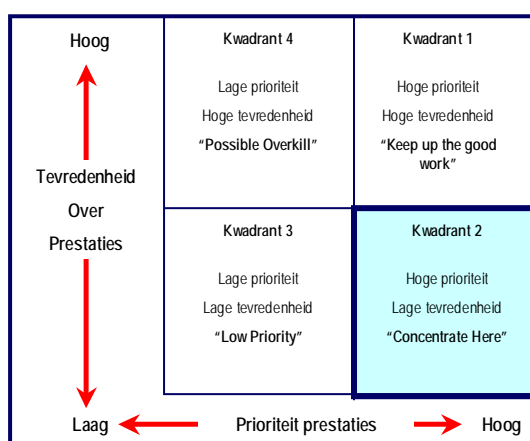 Hoog
Tevredenheid
Over
Prestaties
Kwadrant 4
Lage prioriteit
Hoge tevredenheid
“Possible Overkill”
Kwadrant 1
Hoge prioriteit
Hoge tevredenheid
“Keep up the good
work”
Kwadrant 3
Lage prioriteit
Lage tevredenheid
“Low Priority”
Kwadrant 2
Hoge prioriteit
Lage tevredenheid
“Concentrate Here”
Laag
Prioriteit prestaties
Hoog